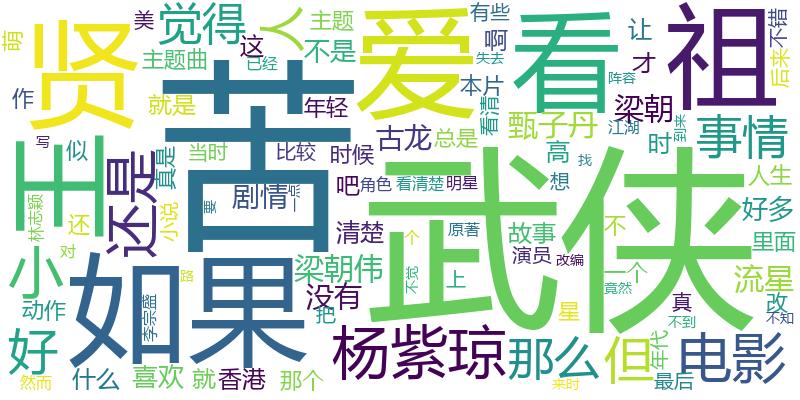 萌
贤
美
觉得
人
主题
爱
有些
看
让
祖
不错
主题曲
这
不是
啊
失去
后来
已经
本片
阵容
才
作
就是
年轻
苦
看清
梁朝
王
写
似
真是
当时
比较
时候
古龙
总是
甄子丹
江湖
到来
高
时
事情
还是
林志颖
还
小说
要
剧情
吧
角色
看清楚
明星
想
找
人生
武侠
小
对
清楚
个
原著
故事
不
好多
里面
如果
路
梁朝伟
不觉
上
演员
改编
一个
竟然
流星
动作
李宗盛
没有
把
星
真
改
不到
不知
好
杨紫琼
那么
但
年代
电影
然而
什么
喜欢
就
香港
那个
来时
最后